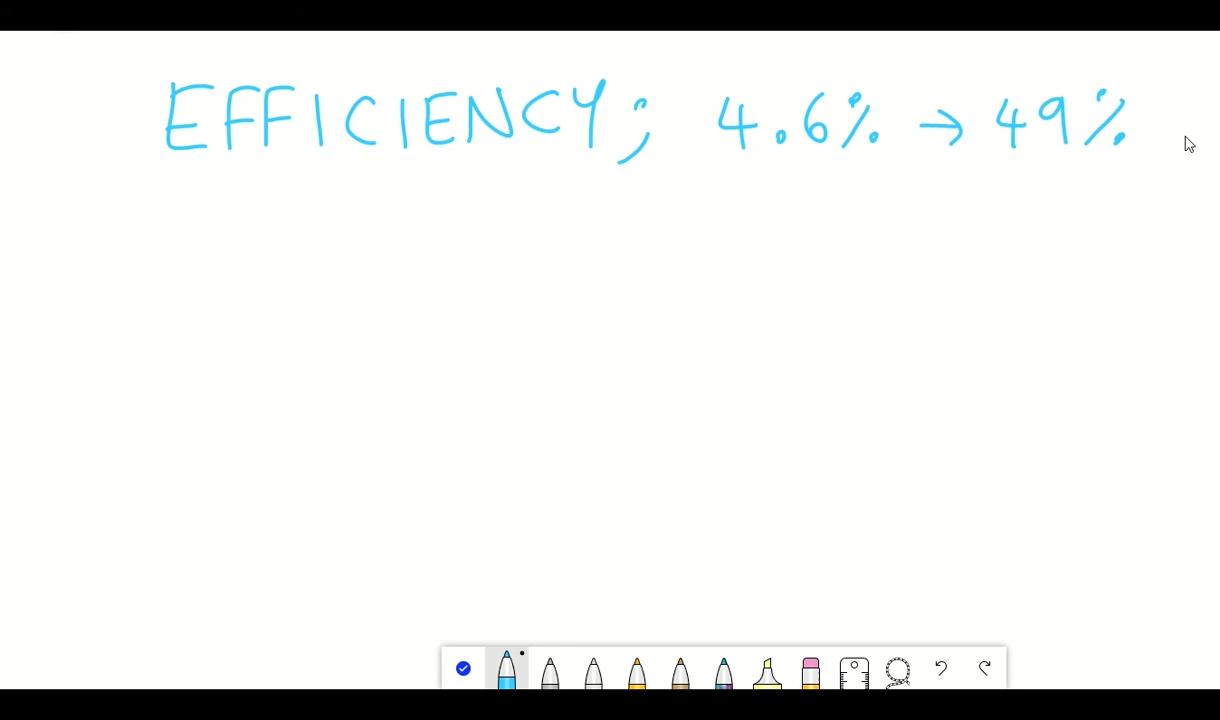 EFFICIENCY; 4.6% → 49%